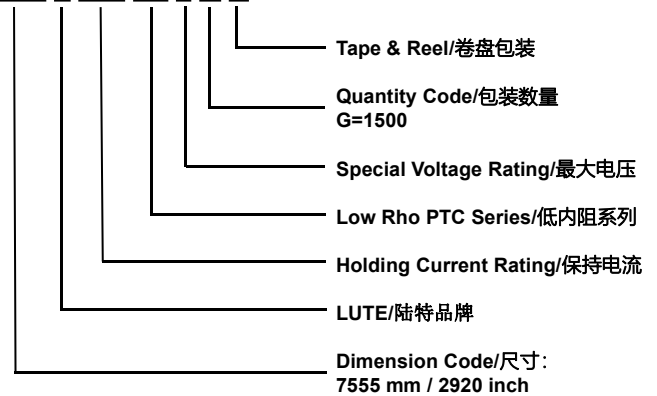 Tape & Reel/卷盘包装
Quantity Code/包装数量
G=1500
Special Voltage Rating/最大电压
Low Rho PTC Series/低内阻系列
Holding Current Rating/保持电流
LUTE/陆特品牌
Dimension Code/尺寸：
7555 mm / 2920 inch